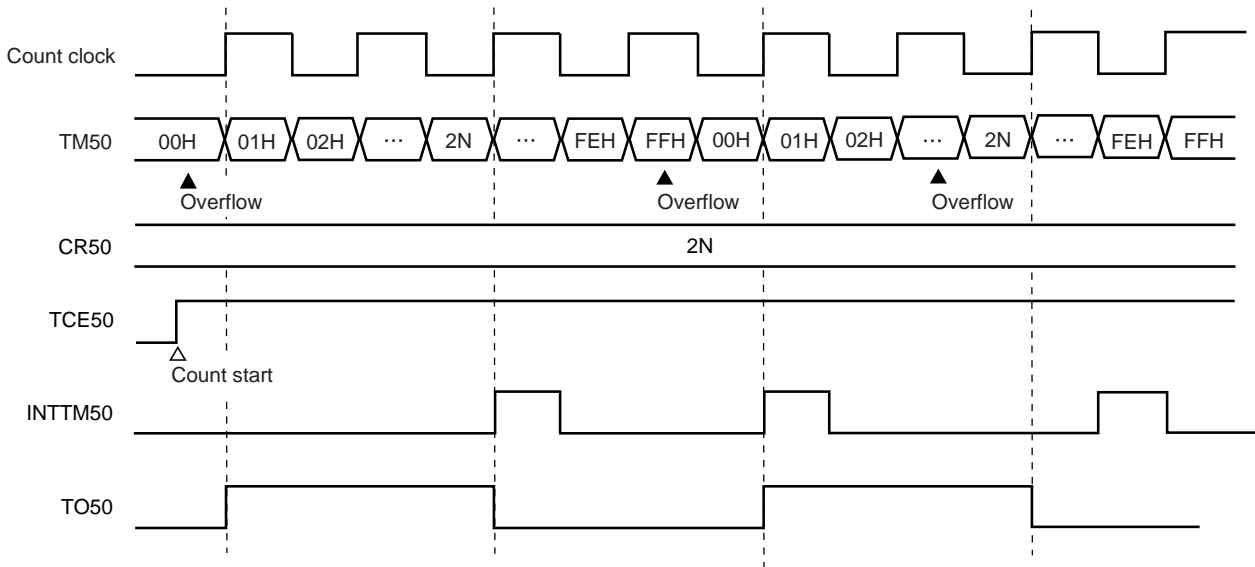 Count clock
TM50 00H 01H 02H ... 2N ... FEH FFH 00H 01H 02H ... 2N ... FEH FFH
Overflow Overflow Overflow
CR50 2N
TCE50
Count start
INTTM50
TO50